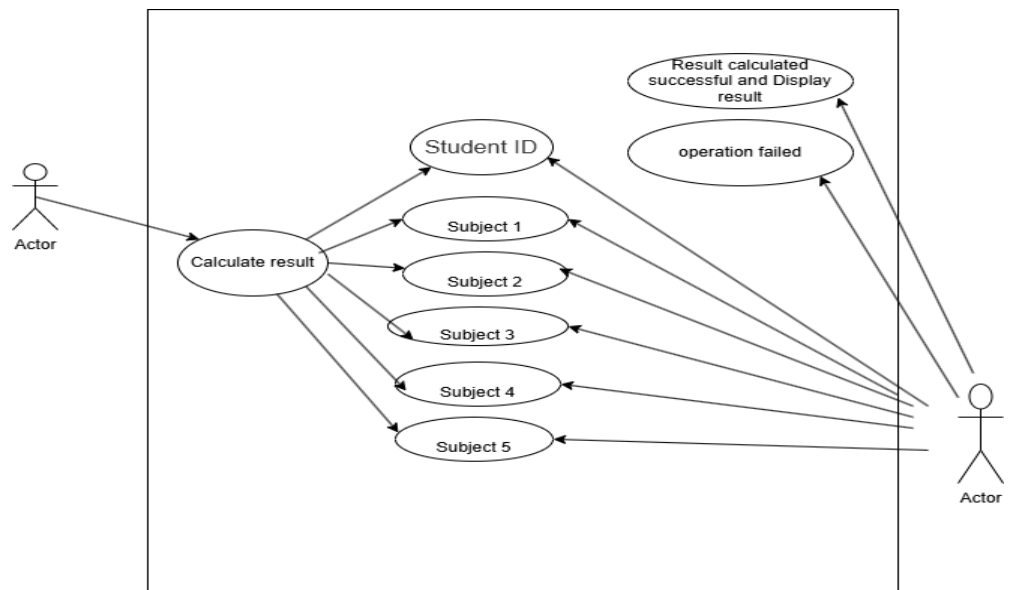 Result calculated
successful and Display
result
Student ID
operation failed
Actor
Subject 1
Calculate result
Subject 2
Subject 3
Subject 4
Subject 5
Actor